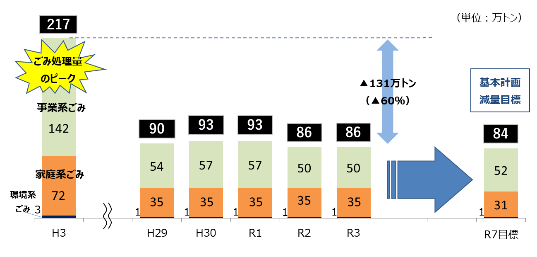 217
（単位：万トン）
ごみ処理量
のピーク
事業系ごみ
142
家庭系ごみ
72
環境系
ごみ
3
▲131万トン
（▲60%）
基本計画
減量目標
90
93
93
86
86
84
54
57
57
50
50
52
35
35
35
35
35
31
1
1
1
1
1
1
H3
H29
H30
R1
R2
R3
R7目標